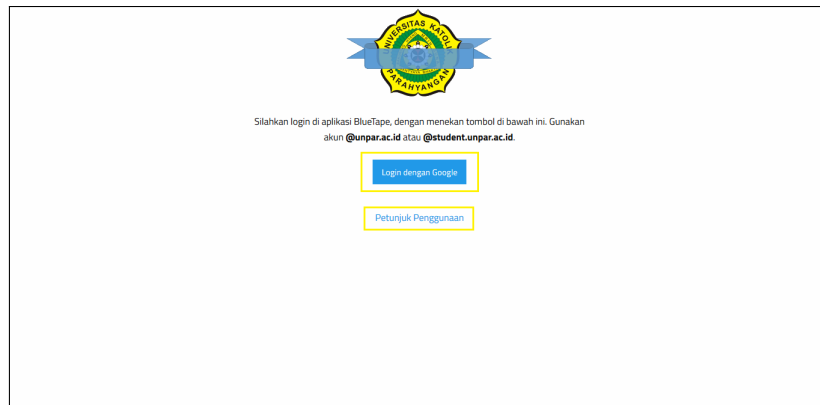 UNIVERSITAS KATOLIK
PARAHYANGAN
Silahkan login di aplikasi BlueTape, dengan menekan tombol di bawah ini. Gunakan
akun @unpar.ac.id atau @student.unpar.ac.id.
Login dengan Google
Petunjuk Penggunaan